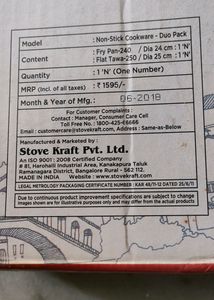 Model : Non-Stick Cookware - Duo Pack
Content : Fry Pan-240 / Dia 24 cm : 1 'N'
: Flat Tawa-250 / Dia 25 cm : 1 'N'
Quantity : 1 'N' (One Number)
MRP (Incl. of all taxes) : ₹ 1595/-
Month & Year of Mfg. : 06-2018
For Customer Complaints :
Contact : Manager, Consumer Care Cell
Toll Free No. : 1800-425-46666
Email : customercare@stovekraft.com, Address : Same-as-Below
Manufactured & Marketed by :
Stove Kraft Pvt. Ltd.
An ISO 9001 : 2008 Certified Company
# 81, Harohalli Industrial Area, Kanakapura Taluk
Ramanagara District, Bangalore Rural - 562 112.
MADE IN INDIA Website : www.stovekraft.com
LEGAL METROLOGY PACKAGING CERTIFICATE NUMBER : KAR 48/11-12 DATED 25/8/11
Due to continuous product improvement specifications are subject to change
Images shown are for illustrative purposes only and may differ from the actual products